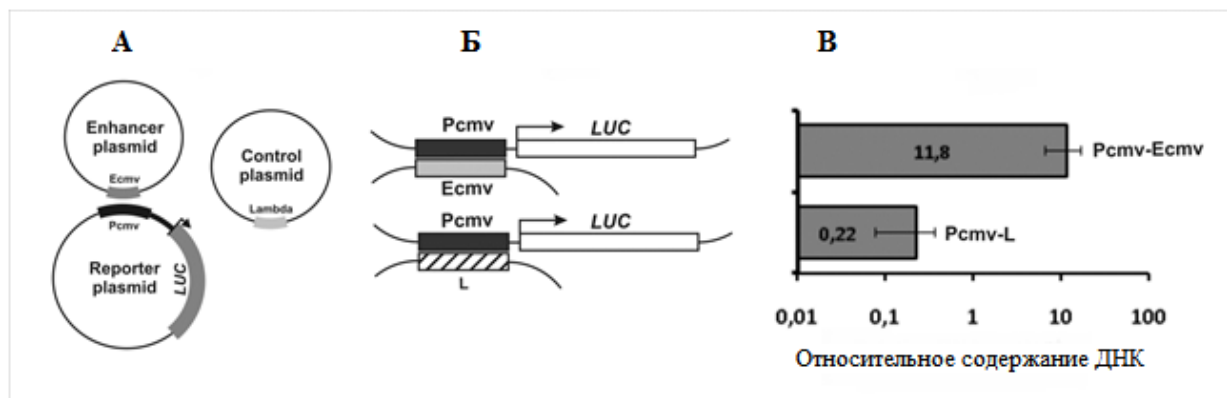 А
Б
В
Enhancer
plasmid
Ecmv
Control
plasmid
Lambda
Pcmv
Reporter
plasmid
LUC
Pcmv
LUC
Ecmv
Pcmv
LUC
L
11,8
Pcmv-Ecmv
0,22
Pcmv-L
0,01 0,1 1 10 100
Относительное содержание ДНК